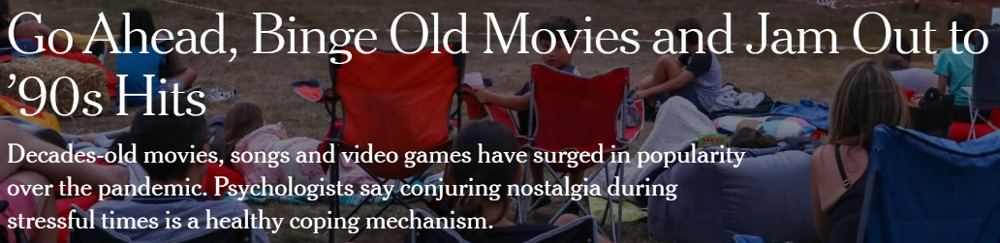 Go Ahead, Binge Old Movies and Jam Out to
’90s Hits
Decades-old movies, songs and video games have surged in popularity
over the pandemic. Psychologists say conjuring nostalgia during
stressful times is a healthy coping mechanism.